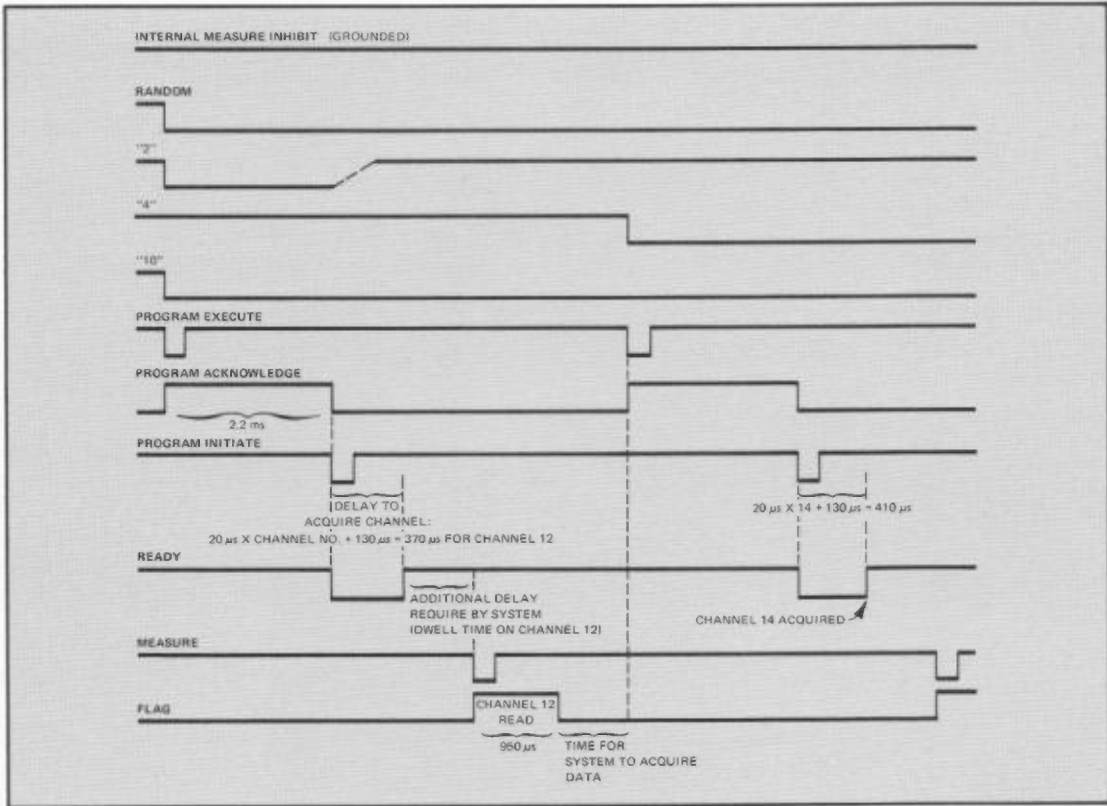 INTERNAL MEASURE INHIBIT (GROUNDED)
RANDOM
"2"
"4"
"10"
PROGRAM EXECUTE
PROGRAM ACKNOWLEDGE
2.2 ms
PROGRAM INITIATE
DELAY TO
ACQUIRE CHANNEL:
20 µs X CHANNEL NO. + 130 µs = 370 µs FOR CHANNEL 12
20 µs X 14 + 130 µs = 410 µs
READY
ADDITIONAL DELAY
REQUIRE BY SYSTEM
(DWELL TIME ON CHANNEL 12)
CHANNEL 14 ACQUIRED
MEASURE
FLAG
CHANNEL 12
READ
950 µs
TIME FOR
SYSTEM TO ACQUIRE
DATA